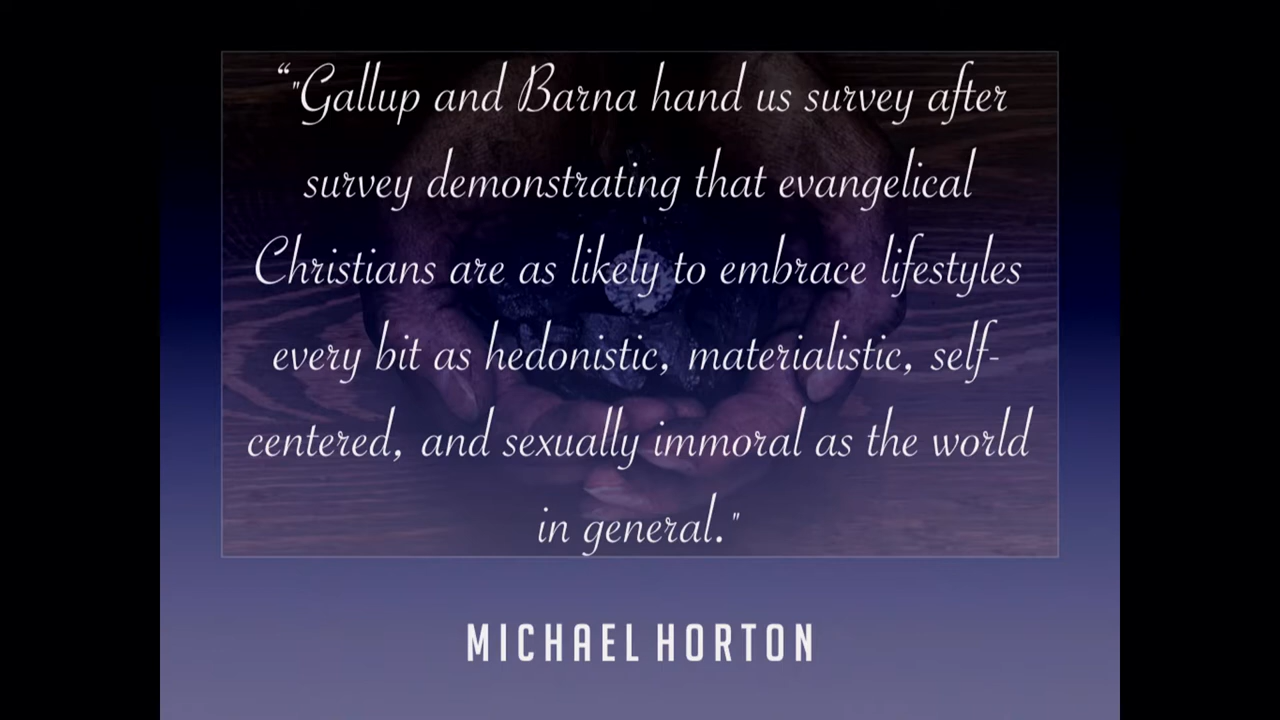 “"Gallup and Barna hand us survey after
survey demonstrating that evangelical
Christians are as likely to embrace lifestyles
every bit as hedonistic, materialistic, self-
centered, and sexually immoral as the world
in general."
MICHAEL HORTON